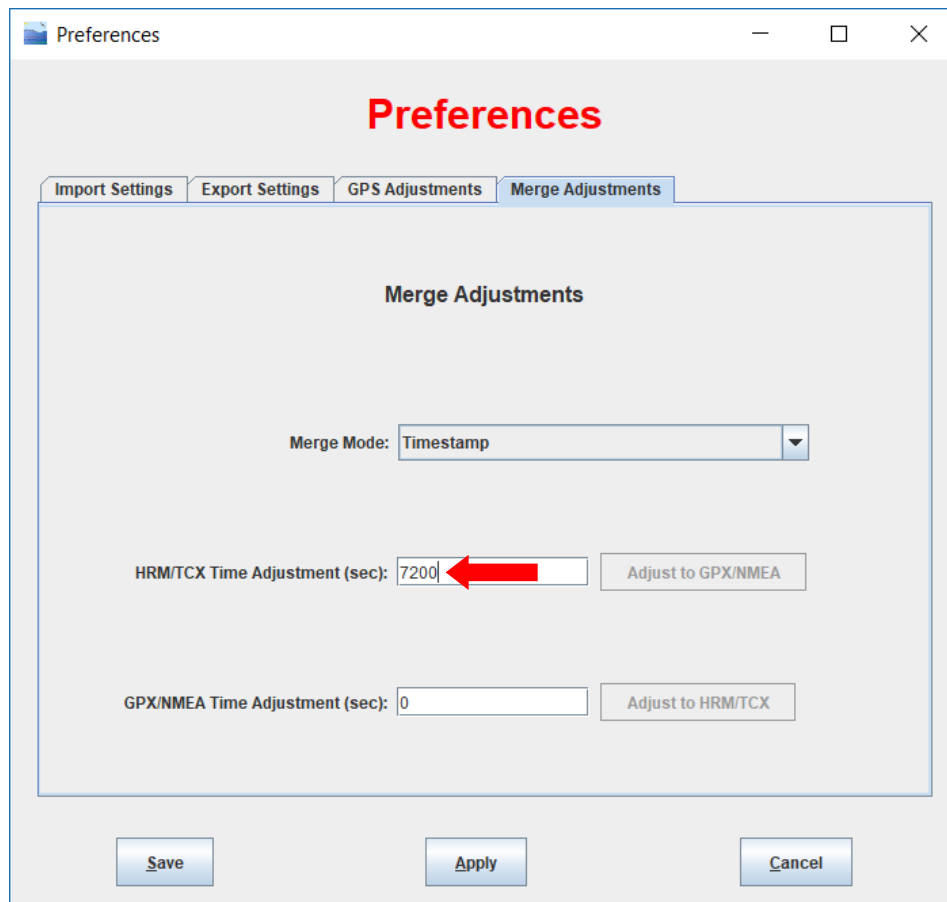 Preferences
Preferences
Import Settings Export Settings GPS Adjustments Merge Adjustments
Merge Adjustments
Merge Mode: Timestamp
HRM/TCX Time Adjustment (sec): 7200 Adjust to GPX/NMEA
GPX/NMEA Time Adjustment (sec): 0 Adjust to HRM/TCX
Save Apply Cancel